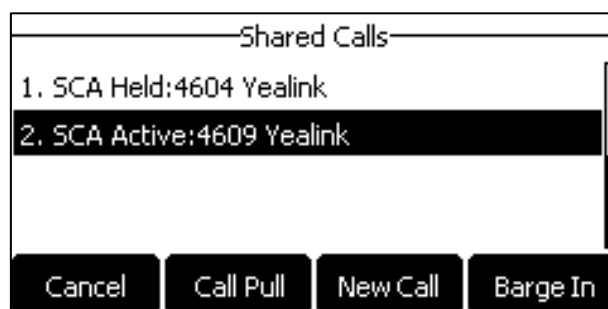 Shared Calls
1. SCA Held:4604 Yealink
2. SCA Active:4609 Yealink
Cancel Call Pull New Call Barge In